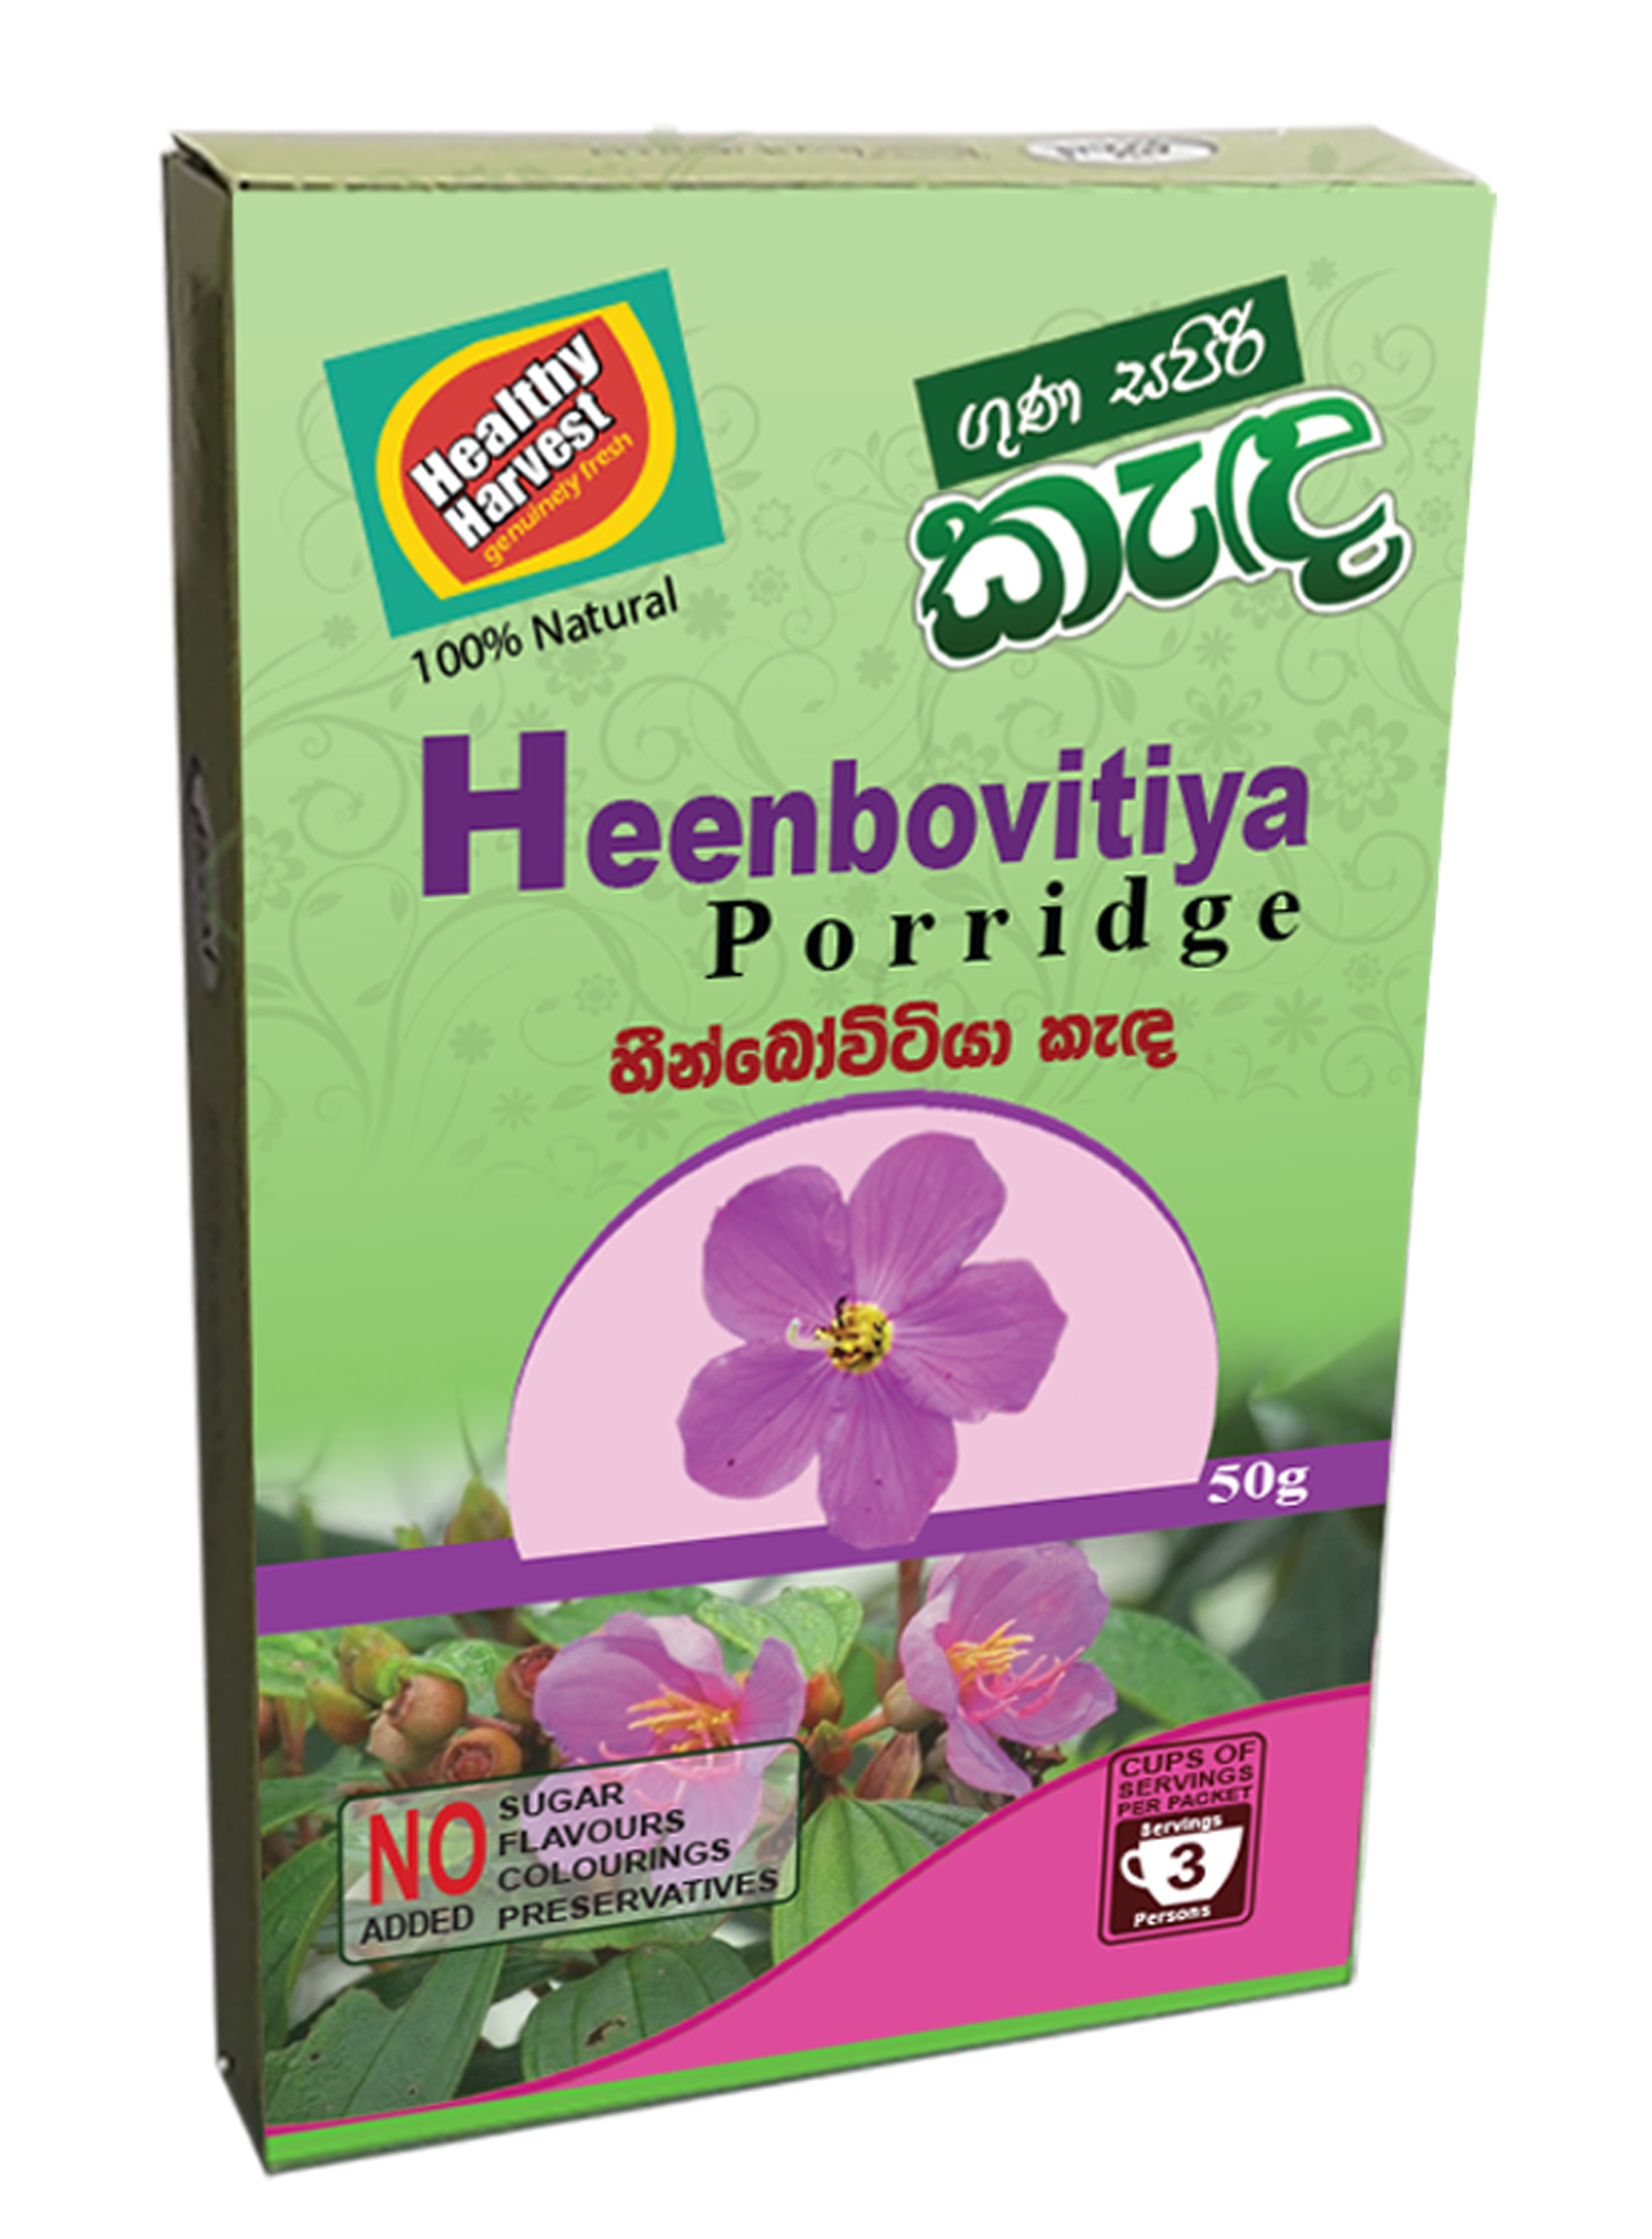 Healthy
Harvest
genuinely fresh
100% Natural
ගුණ සපිරි
කැඳ
Heenbovitiya
Porridge
හීන්බෝවිටියා කැඳ
50g
NO
ADDED
SUGAR
FLAVOURS
COLOURINGS
PRESERVATIVES
CUPS OF
SERVINGS
PER PACKET
Servings
3
Persons